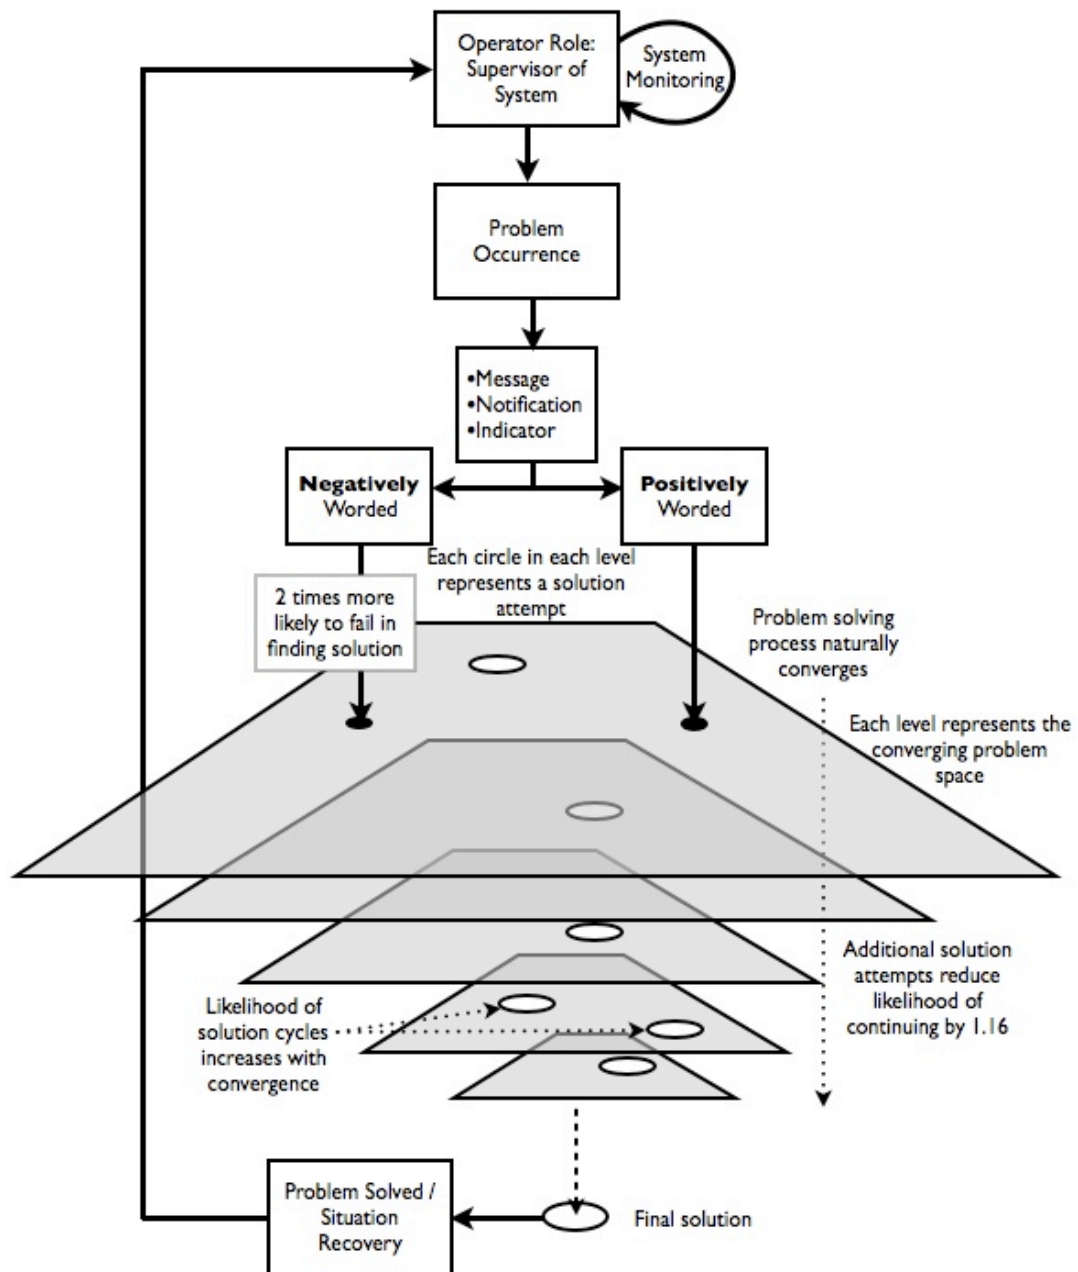 Operator Role:
Supervisor of
System
System
Monitoring
Problem
Occurrence
•Message
•Notification
•Indicator
Negatively
Worded
Positively
Worded
Each circle in each level
represents a solution
attempt
2 times more
likely to fail in
finding solution
Problem solving
process naturally
converges
Each level represents the
converging problem
space
Additional solution
attempts reduce
likelihood of
continuing by 1.16
Likelihood of
solution cycles
increases with
convergence
Problem Solved /
Situation
Recovery
Final solution